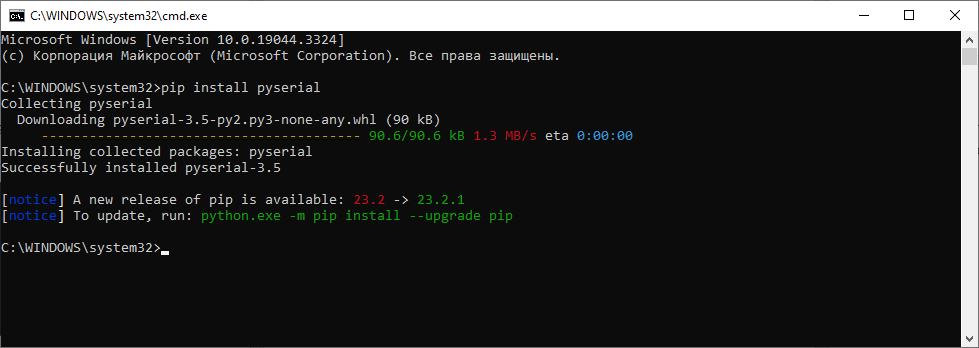 C:\WINDOWS\system32\cmd.exe
Microsoft Windows [Version 10.0.19044.3324]
(c) Корпорация Майкрософт (Microsoft Corporation). Все права защищены.
C:\WINDOWS\system32>pip install pyserial
Collecting pyserial
  Downloading pyserial-3.5-py2.py3-none-any.whl (90 kB)
     ---------------------------------------- 90.6/90.6 kB 1.3 MB/s eta 0:00:00
Installing collected packages: pyserial
Successfully installed pyserial-3.5
[notice] A new release of pip is available: 23.2 -> 23.2.1
[notice] To update, run: python.exe -m pip install --upgrade pip
C:\WINDOWS\system32>